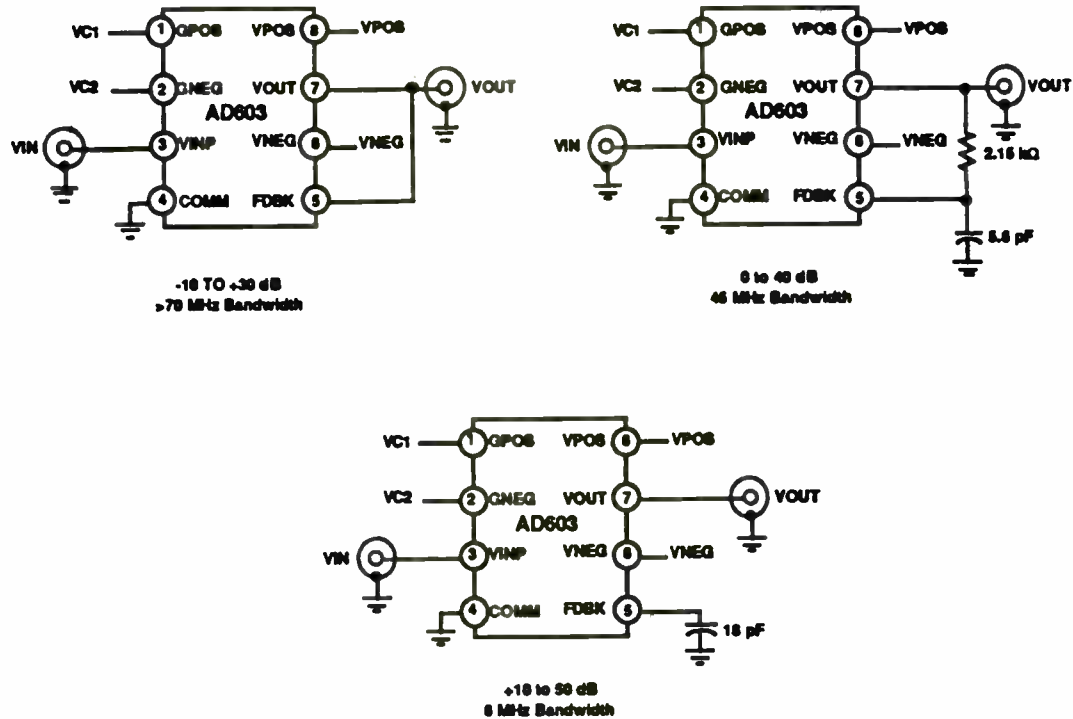 VC1
1
GPOS
VPOS
8
VPOS
VC2
2
GNEG
VOUT
7
VOUT
AD603
VIN
3
VINP
VNEG
6
VNEG
4
COMM
FDBK
5
-10 TO +30 dB
>70 MHz Bandwidth
VC1
1
GPOS
VPOS
VPOS
VC2
2
GNEG
VOUT
7
VOUT
AD603
VIN
3
VINP
VNEG
6
VNEG
2.15 kΩ
4
COMM
FDBK
5
5.6 pF
0 to 40 dB
45 MHz Bandwidth
VC1
1
GPOS
VPOS
VPOS
VC2
2
GNEG
VOUT
7
VOUT
AD603
VIN
3
VINP
VNEG
6
VNEG
4
COMM
FDBK
5
18 pF
+10 to 50 dB
MHz Bandwidth